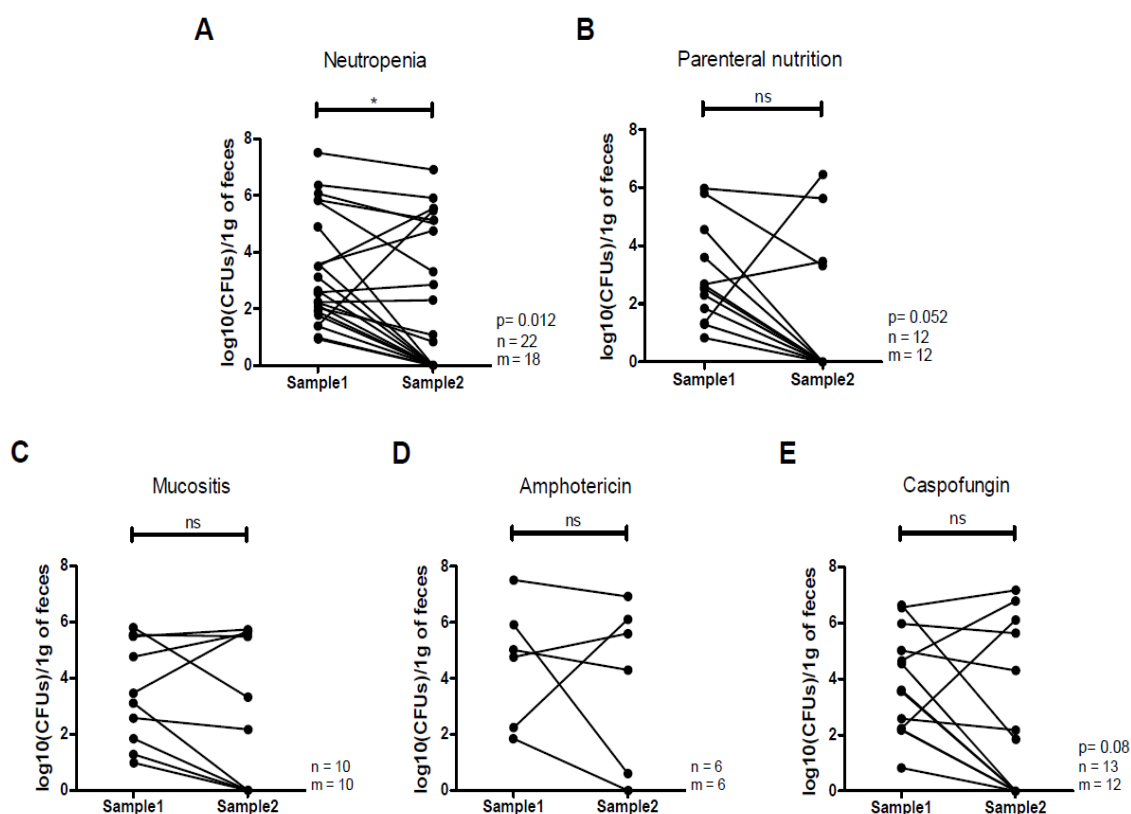 A
Neutropenia
*
log10(CFUs)/1g of feces
8
6
4
2
0
Sample1
Sample2
p= 0.012
n = 22
m = 18
B
Parenteral nutrition
ns
log10(CFUs)/1g of feces
8
6
4
2
0
Sample1
Sample2
p= 0.052
n = 12
m = 12
C
Mucositis
ns
log10(CFUs)/1g of feces
8
6
4
2
0
Sample1
Sample2
n = 10
m = 10
D
Amphotericin
ns
log10(CFUs)/1g of feces
8
6
4
2
0
Sample1
Sample2
n = 6
m = 6
E
Caspofungin
ns
log10(CFUs)/1g of feces
8
6
4
2
0
Sample1
Sample2
p= 0.08
n = 13
m = 12